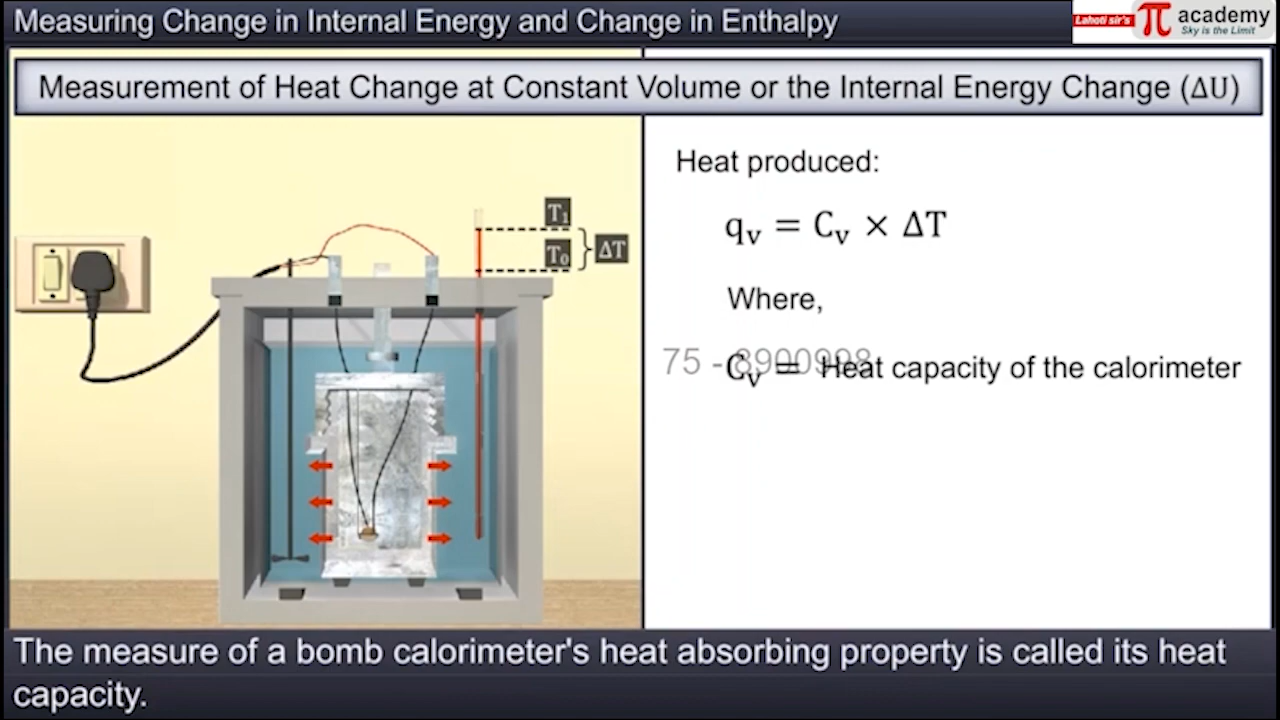 Measuring Change in Internal Energy and Change in Enthalpy
Lahoti sir's π academy
Sky is the Limit
Measurement of Heat Change at Constant Volume or the Internal Energy Change (ΔU)
Heat produced:
qᵥ = Cᵥ × ΔT
Where,
Cᵥ = Heat capacity of the calorimeter
75 - 8900998
T₁
T₀
ΔT
The measure of a bomb calorimeter's heat absorbing property is called its heat
capacity.